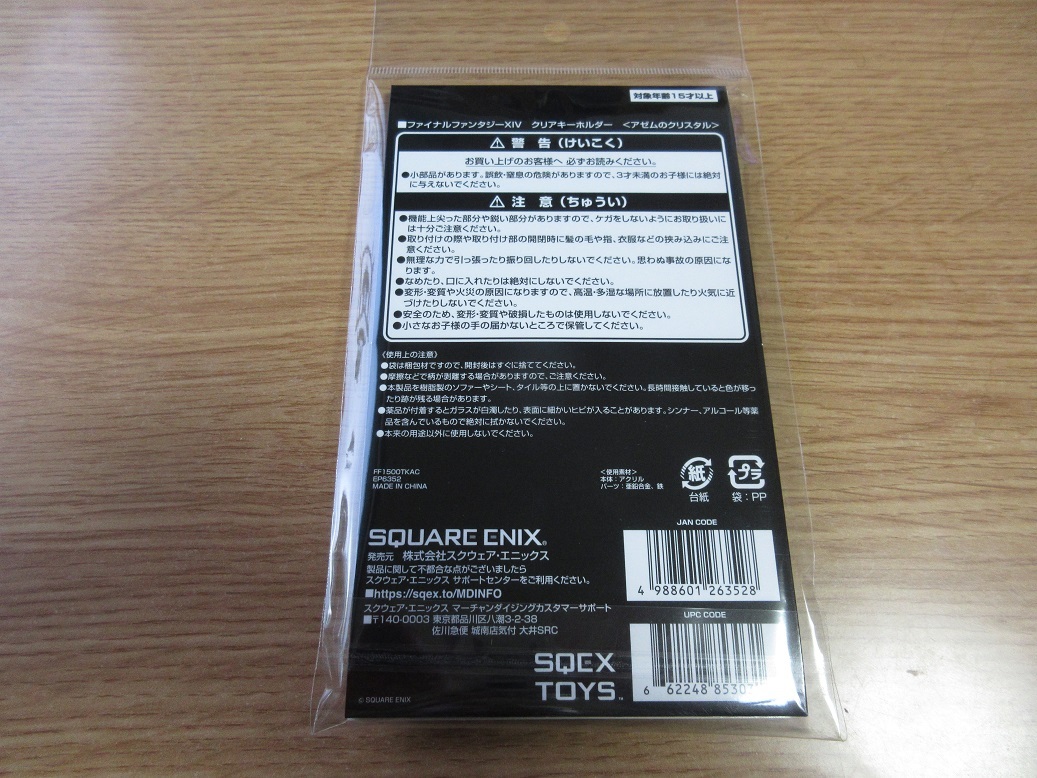 対象年齢15才以上
■ファイナルファンタジーXIV クリアキーホルダー <アゼムのクリスタル>
⚠ 警 告（けいこく）
お買い上げのお客様へ 必ずお読みください。
●小部品があります。誤飲・窒息の危険がありますので、3才未満のお子様には絶対
に与えないでください。
⚠ 注 意（ちゅうい）
●機能上尖った部分や鋭い部分がありますので、ケガをしないようにお取り扱い
には十分ご注意ください。
●取り付けの際や取り付け部の開閉時に髪の毛や指、衣服などの挟み込みにご注
意ください。
●無理な力で引っ張ったり振り回したりしないでください。思わぬ事故の原因にな
ります。
●なめたり、口に入れたりは絶対にしないでください。
●変形・変質や火災の原因になりますので、高温・多湿な場所に放置したり火気に近
づけたりしないでください。
●安全のため、変形・変質や破損したものは使用しないでください。
●小さなお子様の手の届かないところで保管してください。
〈使用上の注意〉
●袋は梱包材ですので、開封後はすぐに捨ててください。
●摩擦などで柄が剥離する場合がありますので、ご注意ください。
●本製品を樹脂製のソファーやシート、タイル等の上に置かないでください。長時間接触していると色が移っ
たり跡が残る場合があります。
●薬品が付着するとガラスが白濁したり、表面に細かいヒビが入ることがあります。シンナー、アルコール等薬
品を含んでいるもので絶対に拭かないでください。
●本来の用途以外に使用しないでください。
FF1500TKAC
EP6352
MADE IN CHINA
<使用素材>
本体：アクリル
パーツ：亜鉛合金、鉄
紙
台紙
プラ
袋：PP
SQUARE ENIX®
発売元 株式会社スクウェア・エニックス
製品に関して不都合な点がございましたら
スクウェア・エニックス サポートセンターをご利用ください。
■https://sqex.to/MDINFO
スクウェア・エニックス マーチャンダイジングカスタマーサポート
■〒140-0003 東京都品川区八潮3-2-38
佐川急便 城南店気付 大井SRC
JAN CODE
4 988601 263528
UPC CODE
6 62248 85307
SQEX
TOYS™
© SQUARE ENIX